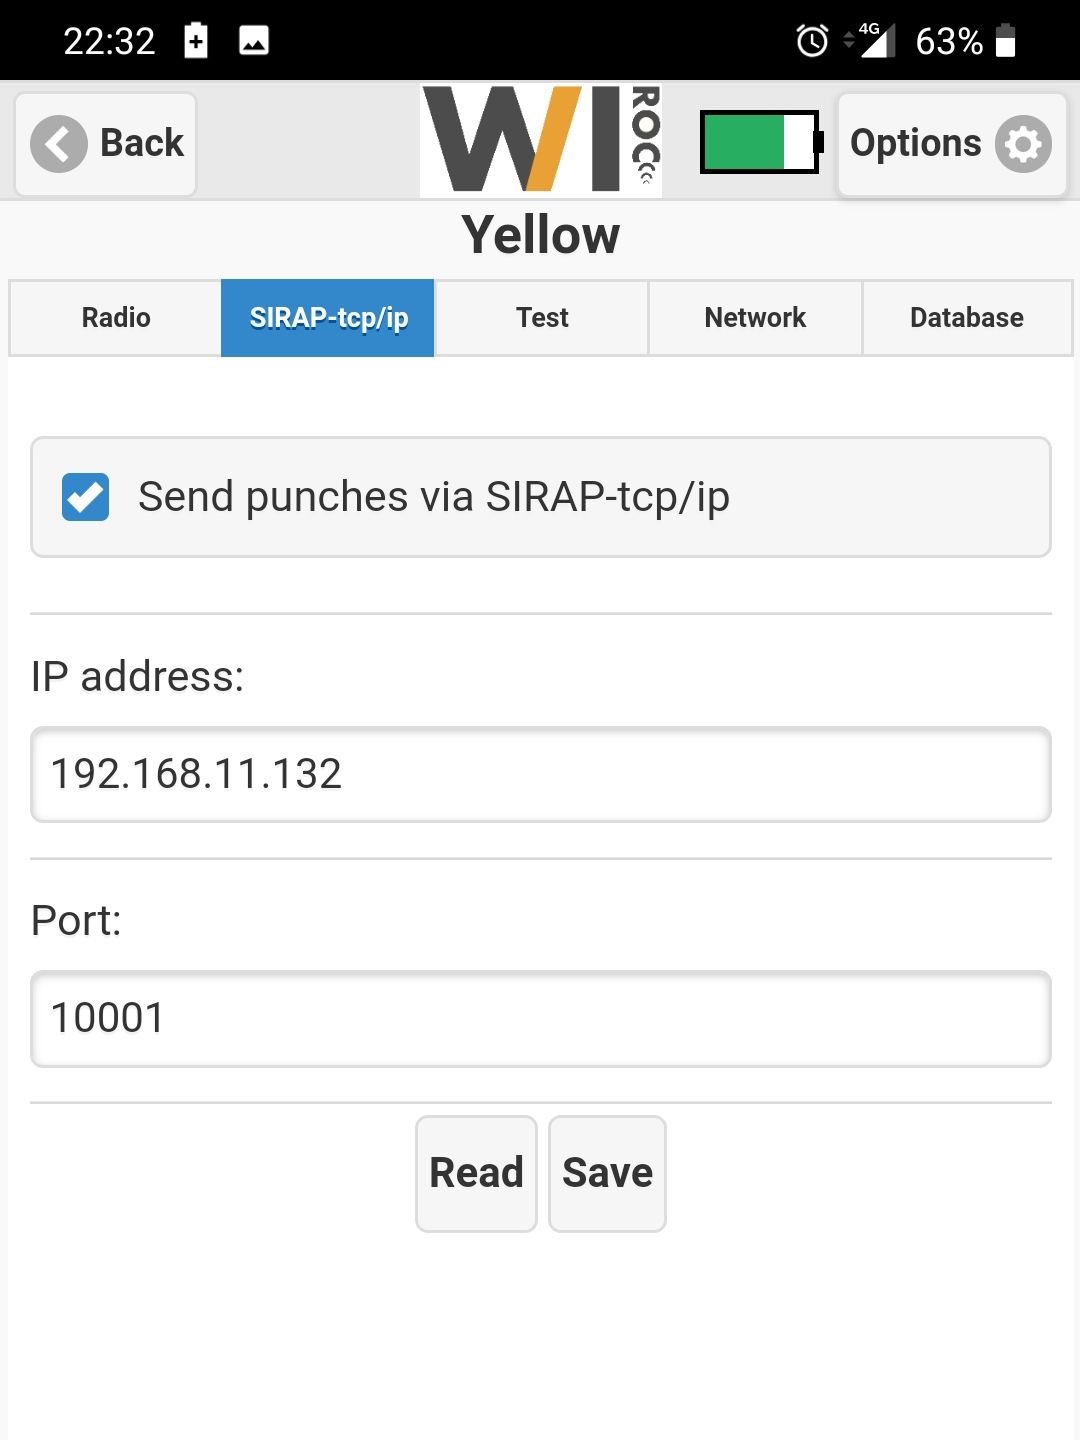 22:32
4G
63%
Back
WI
ROC
Options
Yellow
Radio
SIRAP-tcp/ip
Test
Network
Database
Send punches via SIRAP-tcp/ip
IP address:
192.168.11.132
Port:
10001
Read
Save